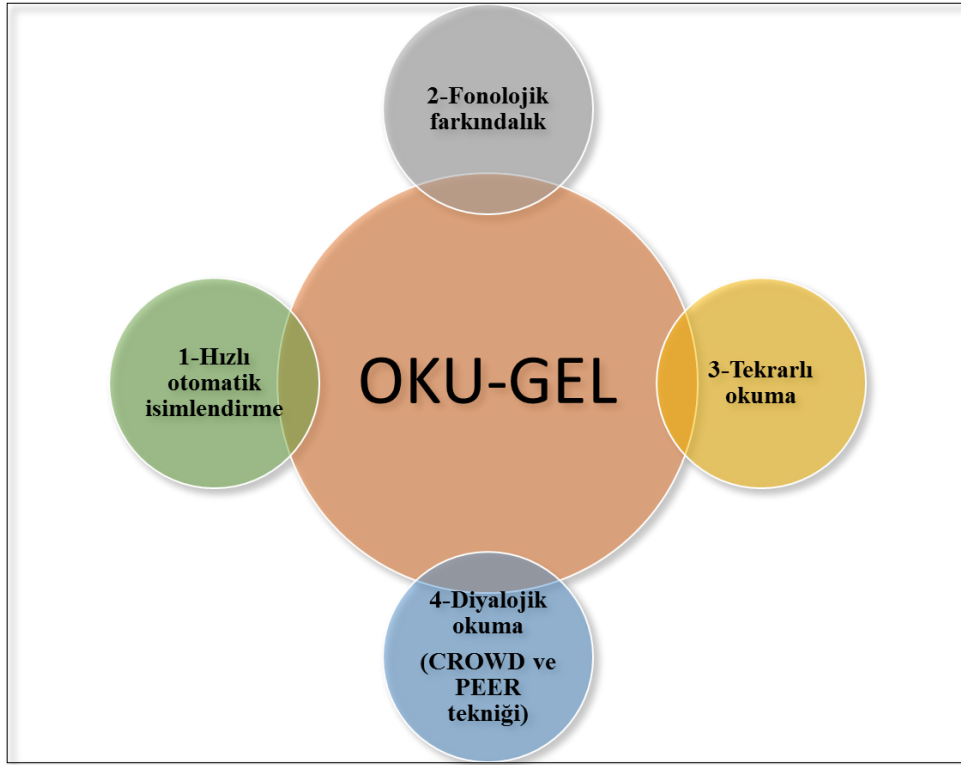 2-Fonolojik
farkındalık
1-Hızlı
otomatik
isimlendirme
OKU-GEL
3-Tekrarlı
okuma
4-Diyalojik
okuma
(CROWD ve
PEER
tekniği)